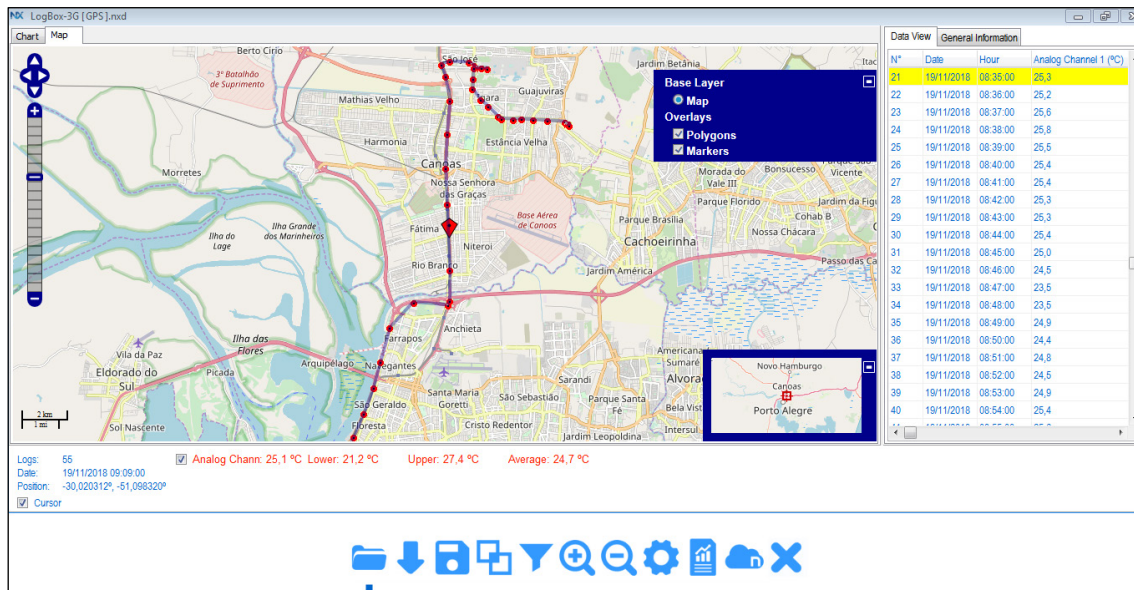 NX LogBox-3G [GPS].nxd
Chart Map
Berto Círio
São José
Jardim Betânia
3° Batalhão
de Suprimento
Mathias Velho
Guajuviras
Harmonia
Estância Velha
Canoas
Morretes
Nossa Senhora
das Graças
Morada do
Vale III
Bonsucesso
Vicente
Parque Florido
Jardim da Figu
Ilha do
Lage
Ilha Grande
dos Marinheiros
Fátima
Base Aérea
de Canoas
Parque Brasília
Cohab B
Nossa Chácara
Niterói
Cachoeirinha
Rio Branco
Jardim América
Passo das Ca
Anchieta
Ilha das
Flores
Farrapos
Vila da Paz
Eldorado do
Sul
Picada
Arquipélago
Navegantes
Americana
Sumaré
Sarandi
Alvora
Santa Maria
Goretti
São Sebastião
Parque Santa
Fé
Bela Vist
São Geraldo
Floresta
Cristo Redentor
Intersul
Sol Nascente
Jardim Leopoldina
2 km
1 mi
Base Layer
Map
Overlays
Polygons
Markers
Novo Hamburgo
Canoas
Porto Alegre
Data View General Information
N° Date Hour Analog Channel 1 (°C)
21 19/11/2018 08:35:00 25,3
22 19/11/2018 08:36:00 25,2
23 19/11/2018 08:37:00 25,6
24 19/11/2018 08:38:00 25,8
25 19/11/2018 08:39:00 25,5
26 19/11/2018 08:40:00 25,4
27 19/11/2018 08:41:00 25,4
28 19/11/2018 08:42:00 25,3
29 19/11/2018 08:43:00 25,3
30 19/11/2018 08:44:00 25,4
31 19/11/2018 08:45:00 25,0
32 19/11/2018 08:46:00 24,5
33 19/11/2018 08:47:00 23,5
34 19/11/2018 08:48:00 23,5
35 19/11/2018 08:49:00 24,9
36 19/11/2018 08:50:00 24,4
37 19/11/2018 08:51:00 24,8
38 19/11/2018 08:52:00 24,5
39 19/11/2018 08:53:00 24,9
40 19/11/2018 08:54:00 25,4
Logs: 55
Analog Chann: 25,1 ºC Lower: 21,2 ºC Upper: 27,4 ºC Average: 24,7 ºC
Date: 19/11/2018 09:09:00
Position: -30,020312º, -51,098320º
Cursor
n